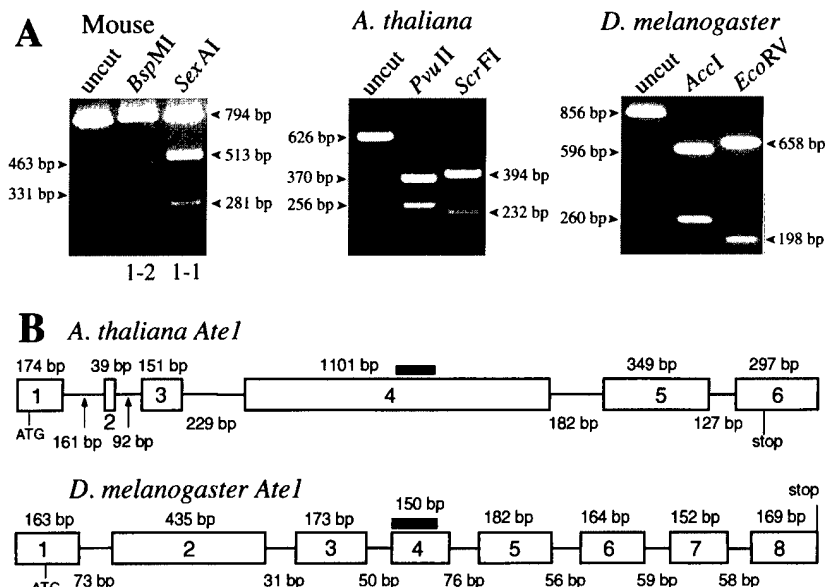 A
Mouse
A. thaliana
D. melanogaster
uncut
BspMI
SexAI
uncut
PvuII
ScrFI
uncut
AccI
EcoRV
794 bp
513 bp
463 bp
331 bp
281 bp
1-2
1-1
626 bp
370 bp
256 bp
394 bp
232 bp
856 bp
596 bp
260 bp
658 bp
198 bp
B
A. thaliana Ate1
174 bp
39 bp
151 bp
1101 bp
349 bp
297 bp
1
2
3
4
5
6
ATG
161 bp
92 bp
229 bp
182 bp
127 bp
stop
D. melanogaster Ate1
stop
163 bp
435 bp
173 bp
150 bp
182 bp
164 bp
152 bp
169 bp
1
2
3
4
5
6
7
8
ATG
73 bp
31 bp
50 bp
76 bp
56 bp
59 bp
58 bp